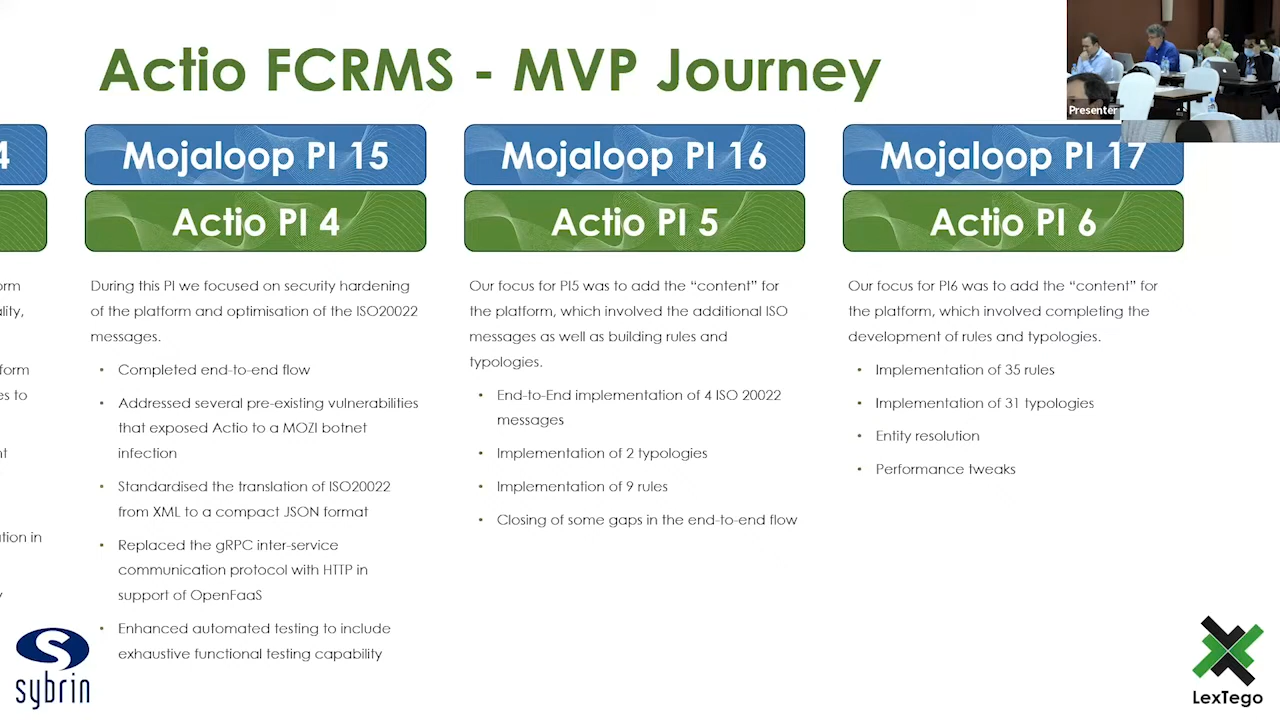 Actio FCRMS - MVP Journey
Presenter
4
orm
ality,
form
es to
nt
tion in
y
Mojaloop PI 15
Actio PI 4
During this PI we focused on security hardening
of the platform and optimisation of the ISO20022
messages.
• Completed end-to-end flow
• Addressed several pre-existing vulnerabilities
that exposed Actio to a MOZI botnet
infection
• Standardised the translation of ISO20022
from XML to a compact JSON format
• Replaced the gRPC inter-service
communication protocol with HTTP in
support of OpenFaaS
• Enhanced automated testing to include
exhaustive functional testing capability
Mojaloop PI 16
Actio PI 5
Our focus for PI5 was to add the “content” for
the platform, which involved the additional ISO
messages as well as building rules and
typologies.
• End-to-End implementation of 4 ISO 20022
messages
• Implementation of 2 typologies
• Implementation of 9 rules
• Closing of some gaps in the end-to-end flow
Mojaloop PI 17
Actio PI 6
Our focus for PI6 was to add the “content” for
the platform, which involved completing the
development of rules and typologies.
• Implementation of 35 rules
• Implementation of 31 typologies
• Entity resolution
• Performance tweaks
sybrin
LexTego